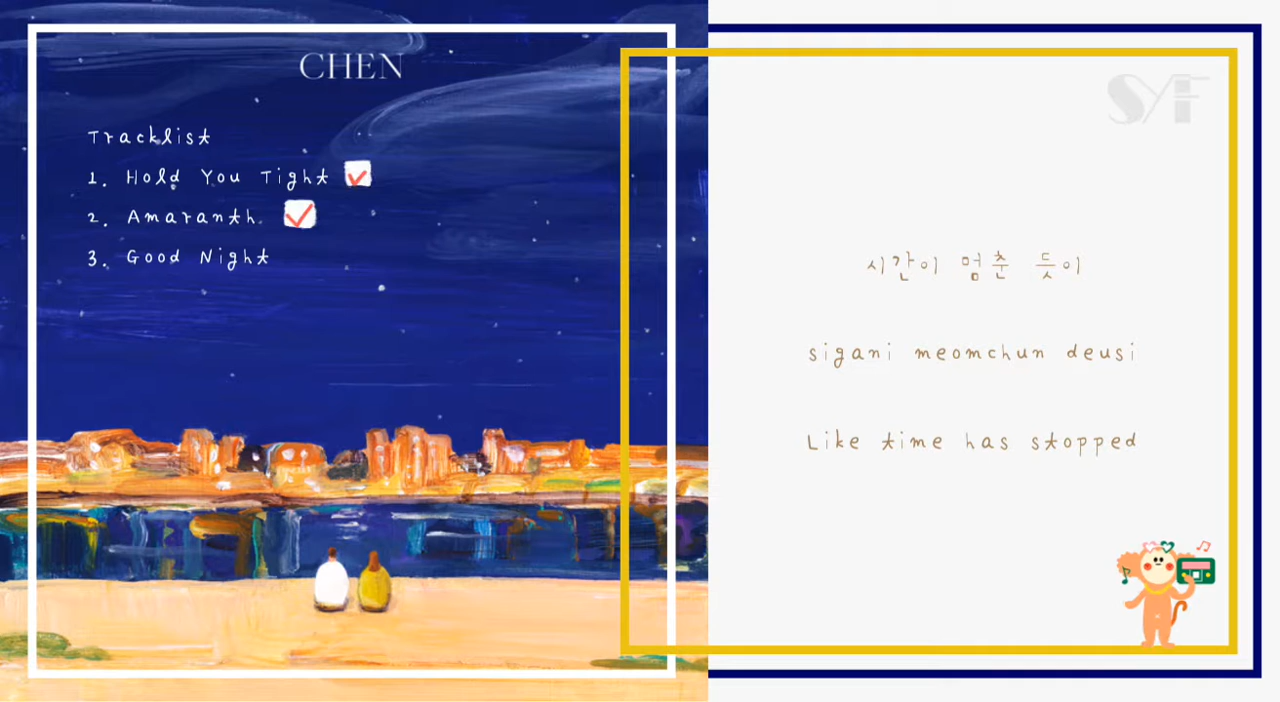 CHEN
Tracklist
1. Hold You Tight
2. Amaranth
3. Good Night
SYF
시간이 멈춘 듯이
sigani meomchun deusi
Like time has stopped